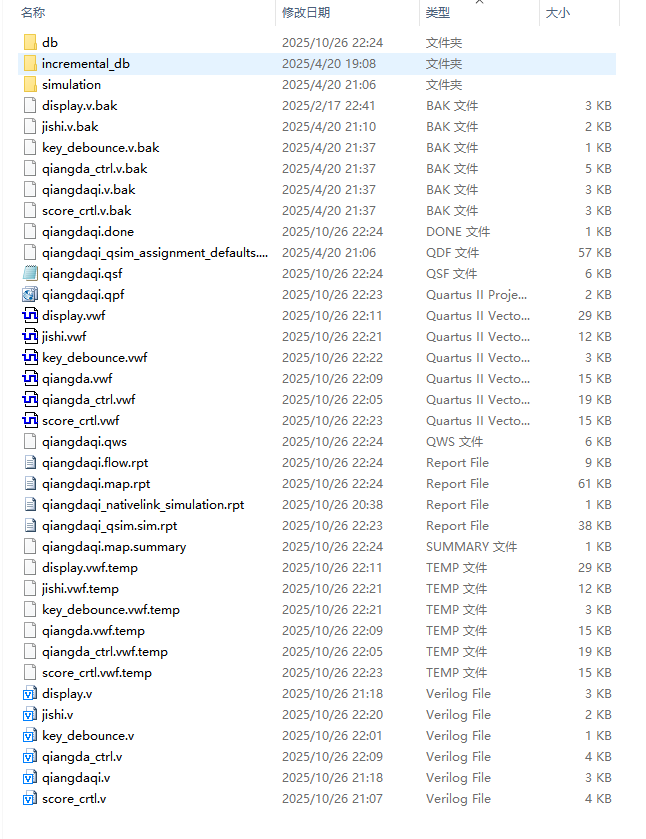 名称 修改日期 类型 大小
db 2025/10/26 22:24 文件夹
incremental_db 2025/4/20 19:08 文件夹
simulation 2025/4/20 21:06 文件夹
display.v.bak 2025/2/17 22:41 BAK 文件 3 KB
jishi.v.bak 2025/4/20 21:10 BAK 文件 2 KB
key_debounce.v.bak 2025/4/20 21:37 BAK 文件 1 KB
qiangda_ctrl.v.bak 2025/4/20 21:37 BAK 文件 5 KB
qiangdaqi.v.bak 2025/4/20 21:37 BAK 文件 3 KB
score_crtl.v.bak 2025/4/20 21:37 BAK 文件 3 KB
qiangdaqi.done 2025/10/26 22:24 DONE 文件 1 KB
qiangdaqi_qsim_assignment_defaults.... 2025/4/20 21:06 QDF 文件 57 KB
qiangdaqi.qsf 2025/10/26 22:24 QSF 文件 6 KB
qiangdaqi.qpf 2025/10/26 22:23 Quartus II Proje... 2 KB
display.vwf 2025/10/26 22:11 Quartus II Vecto... 29 KB
jishi.vwf 2025/10/26 22:21 Quartus II Vecto... 12 KB
key_debounce.vwf 2025/10/26 22:22 Quartus II Vecto... 3 KB
qiangda.vwf 2025/10/26 22:09 Quartus II Vecto... 15 KB
qiangda_ctrl.vwf 2025/10/26 22:05 Quartus II Vecto... 19 KB
score_crtl.vwf 2025/10/26 22:23 Quartus II Vecto... 15 KB
qiangdaqi.qws 2025/10/26 22:24 QWS 文件 6 KB
qiangdaqi.flow.rpt 2025/10/26 22:24 Report File 9 KB
qiangdaqi.map.rpt 2025/10/26 22:24 Report File 61 KB
qiangdaqi_nativelink_simulation.rpt 2025/10/26 20:38 Report File 1 KB
qiangdaqi_qsim.sim.rpt 2025/10/26 22:23 Report File 38 KB
qiangdaqi.map.summary 2025/10/26 22:24 SUMMARY 文件 1 KB
display.vwf.temp 2025/10/26 22:11 TEMP 文件 29 KB
jishi.vwf.temp 2025/10/26 22:21 TEMP 文件 12 KB
key_debounce.vwf.temp 2025/10/26 22:21 TEMP 文件 3 KB
qiangda.vwf.temp 2025/10/26 22:09 TEMP 文件 15 KB
qiangda_ctrl.vwf.temp 2025/10/26 22:05 TEMP 文件 19 KB
score_crtl.vwf.temp 2025/10/26 22:23 TEMP 文件 15 KB
display.v 2025/10/26 21:18 Verilog File 3 KB
jishi.v 2025/10/26 22:20 Verilog File 2 KB
key_debounce.v 2025/10/26 22:01 Verilog File 1 KB
qiangda_ctrl.v 2025/10/26 22:09 Verilog File 4 KB
qiangdaqi.v 2025/10/26 21:18 Verilog File 3 KB
score_crtl.v 2025/10/26 21:07 Verilog File 4 KB